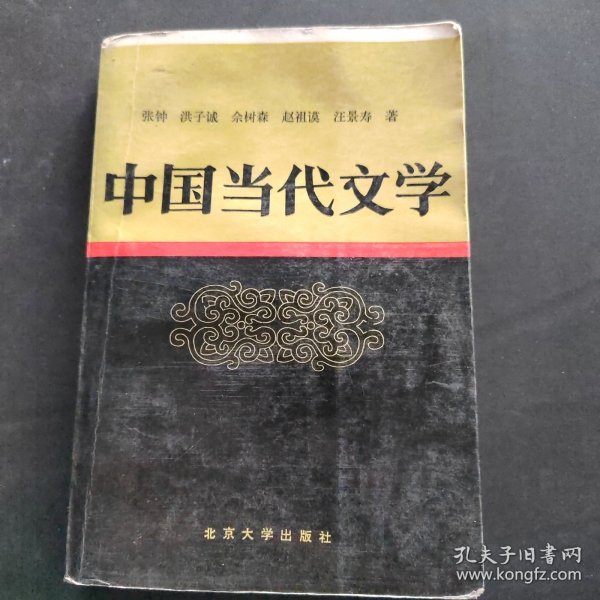 张钟 洪子诚 佘树森 赵祖谟 汪景寿 著
中国当代文学
北京大学出版社
孔夫子旧书网
www.kongfz.com